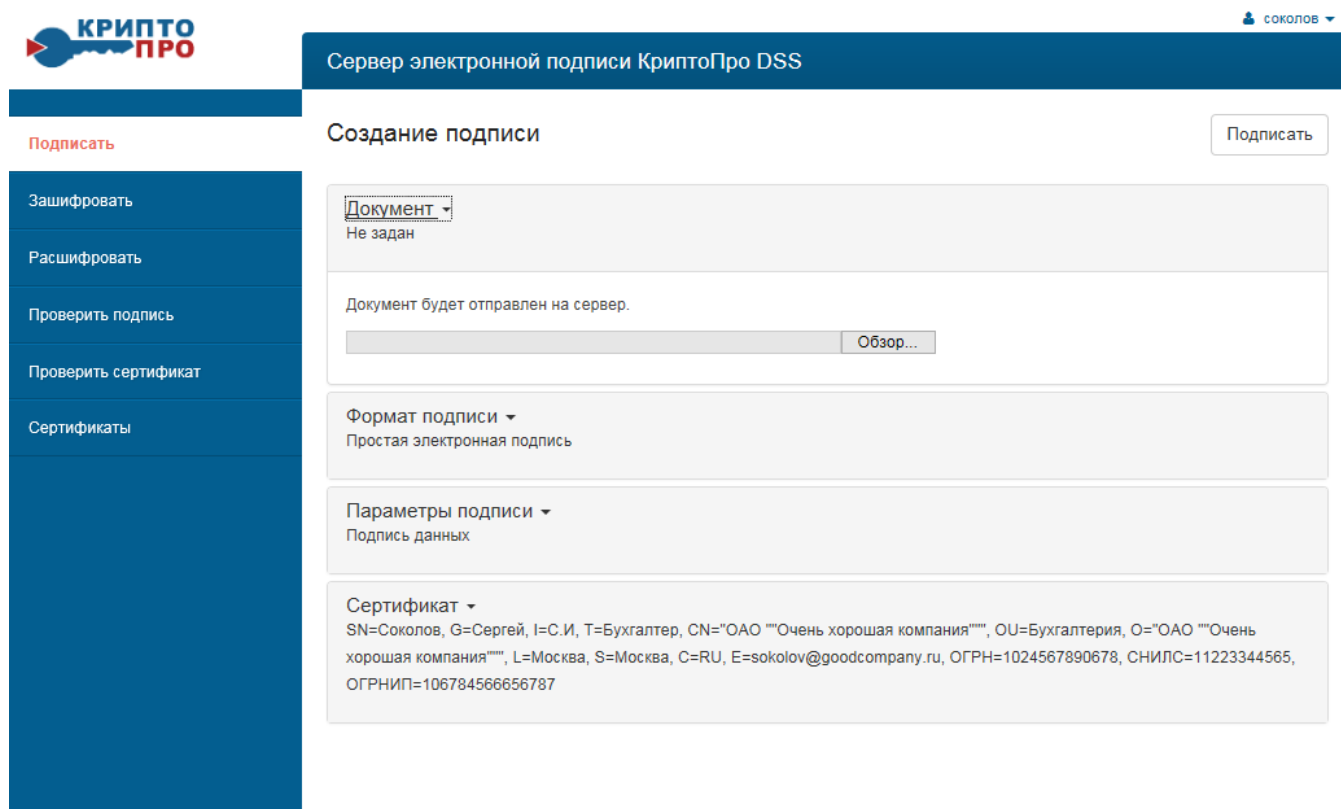 КРИПТО
ПРО
соколов
Сервер электронной подписи КриптоПро DSS
Подписать
Зашифровать
Расшифровать
Проверить подпись
Проверить сертификат
Сертификаты
Создание подписи
Подписать
Документ
Не задан
Документ будет отправлен на сервер.
Обзор...
Формат подписи
Простая электронная подпись
Параметры подписи
Подпись данных
Сертификат
SN=Соколов, G=Сергей, I=С.И, T=Бухгалтер, CN="ОАО ""Очень хорошая компания""", OU=Бухгалтерия, O="ОАО ""Очень
хорошая компания""", L=Москва, S=Москва, C=RU, E=sokolov@goodcompany.ru, ОГРН=1024567890678, СНИЛС=11223344565,
ОГРНИП=106784566656787